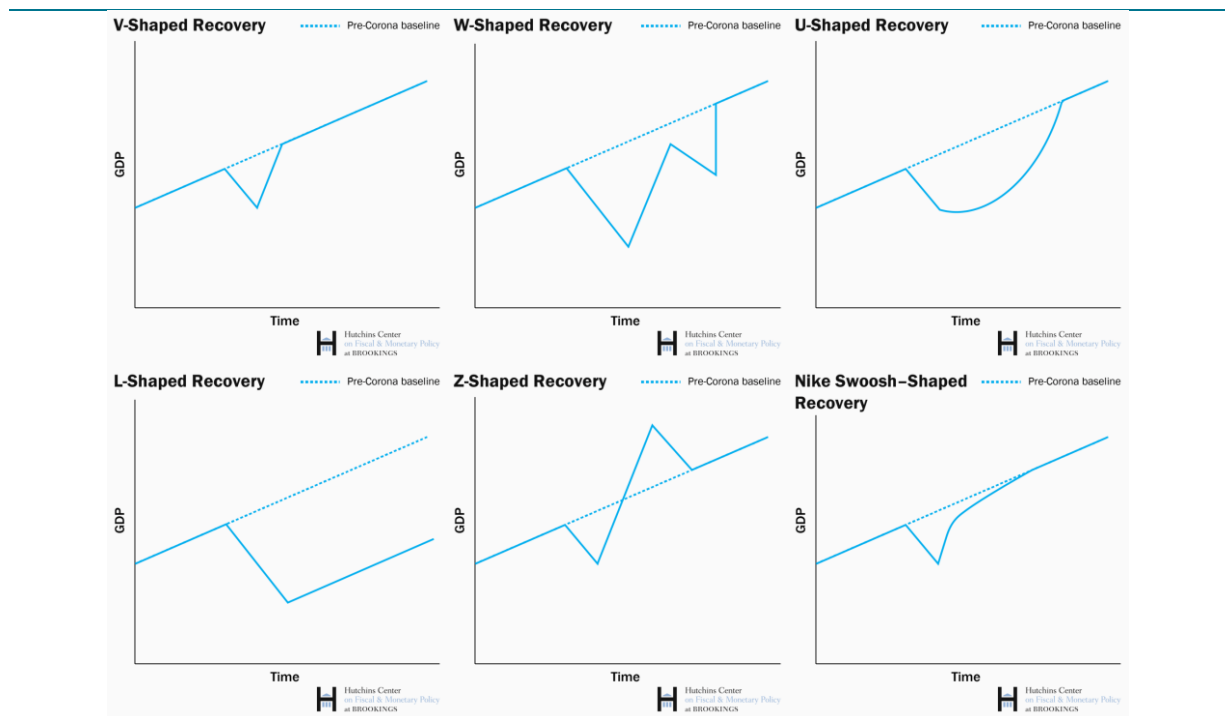 V-Shaped Recovery
Pre-Corona baseline
GDP
Time
Hutchins Center
on Fiscal & Monetary Policy
at BROOKINGS
W-Shaped Recovery
Pre-Corona baseline
GDP
Time
Hutchins Center
on Fiscal & Monetary Policy
at BROOKINGS
U-Shaped Recovery
Pre-Corona baseline
GDP
Time
Hutchins Center
on Fiscal & Monetary Policy
at BROOKINGS
L-Shaped Recovery
Pre-Corona baseline
GDP
Time
Hutchins Center
on Fiscal & Monetary Policy
at BROOKINGS
Z-Shaped Recovery
Pre-Corona baseline
GDP
Time
Hutchins Center
on Fiscal & Monetary Policy
at BROOKINGS
Nike Swoosh–Shaped
Recovery
Pre-Corona baseline
GDP
Time
Hutchins Center
on Fiscal & Monetary Policy
at BROOKINGS